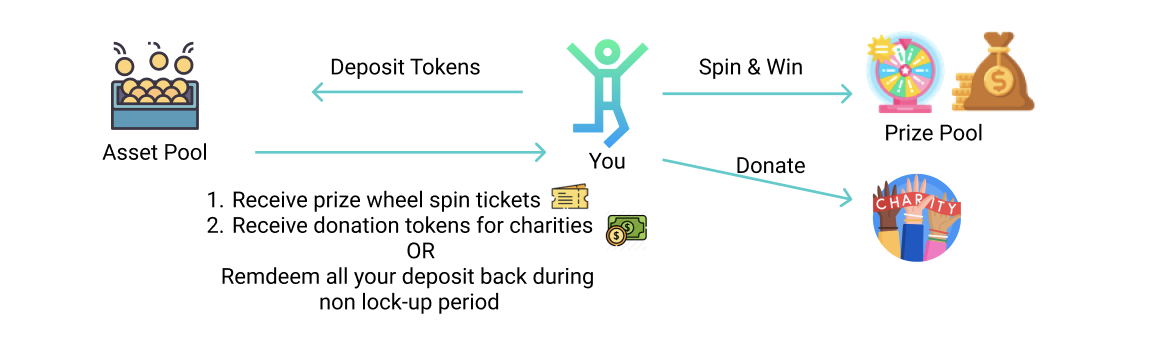 Deposit Tokens
Spin & Win
Asset Pool
You
Prize Pool
Donate
CHARITY
1. Receive prize wheel spin tickets
2. Receive donation tokens for charities
OR
Remdeem all your deposit back during
non lock-up period